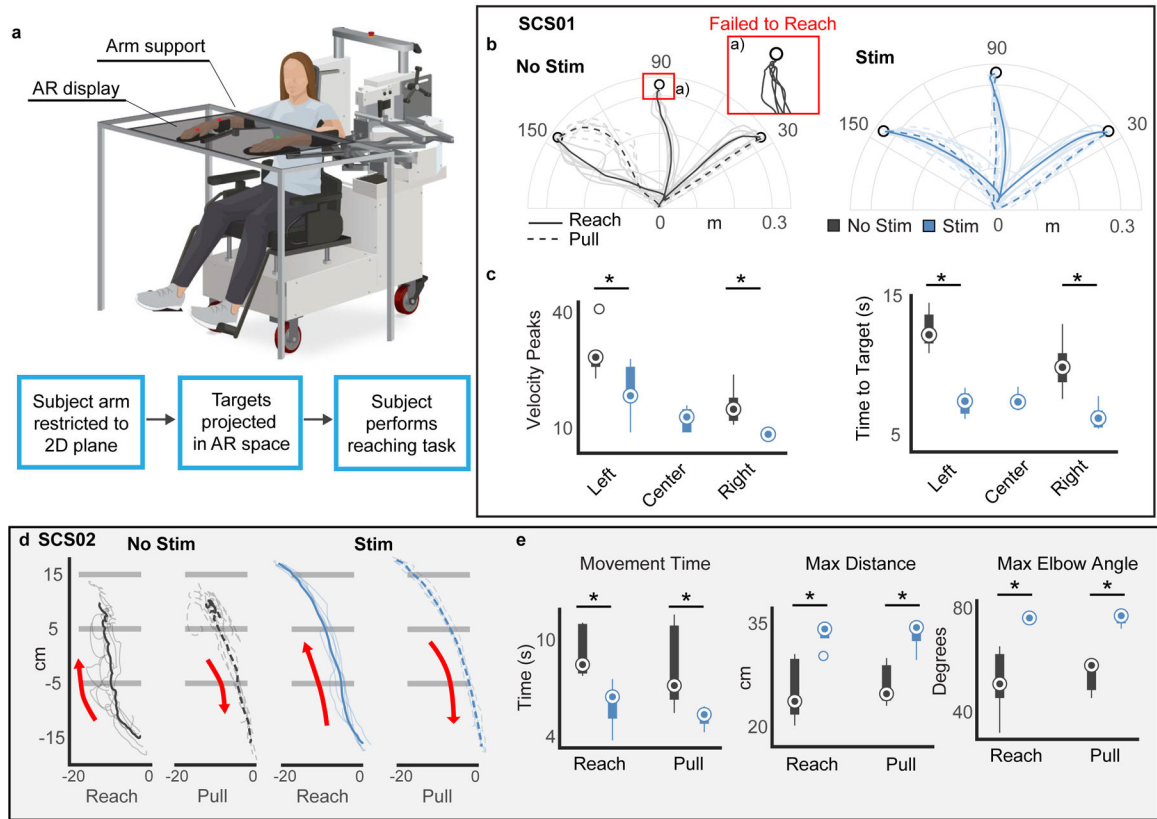 a
Arm support
AR display
Subject arm
restricted to
2D plane
Targets
projected
in AR space
Subject
performs
reaching task
SCS01
b
No Stim
Failed to Reach
a)
a)
90
150
30
Reach
Pull
0
m
0.3
Stim
90
150
30
0
m
0.3
No Stim
Stim
c
Velocity Peaks
40
10
*
*
Left
Center
Right
Time to Target (s)
15
5
*
*
Left
Center
Right
d SCS02
No Stim
Stim
cm
15
5
-5
-15
-20
0
Reach
-20
0
Pull
-20
0
Reach
-20
0
Pull
e
Movement Time
Time (s)
10
4
*
*
Reach
Pull
Max Distance
cm
35
20
*
*
Reach
Pull
Max Elbow Angle
Degrees
80
40
*
*
Reach
Pull